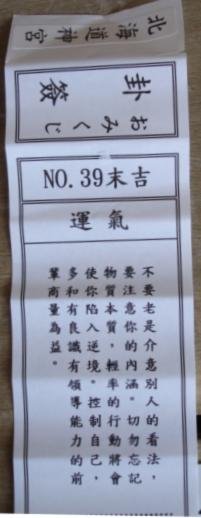 北海道神宮
卦籤
おみくじ
NO.39末吉
運氣
不要老是介意別人的看法，
要注意你的內涵。切勿忘記
物質本質，輕率的行動將會
使你陷入逆境。控制自己，
多和有良識有領導能力的前
輩商量為益。